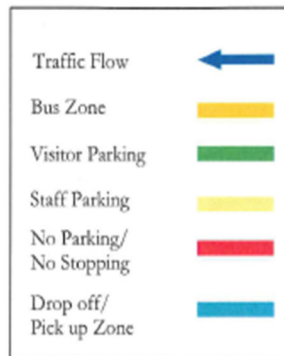 Traffic Flow
Bus Zone
Visitor Parking
Staff Parking
No Parking/
No Stopping
Drop off/
Pick up Zone